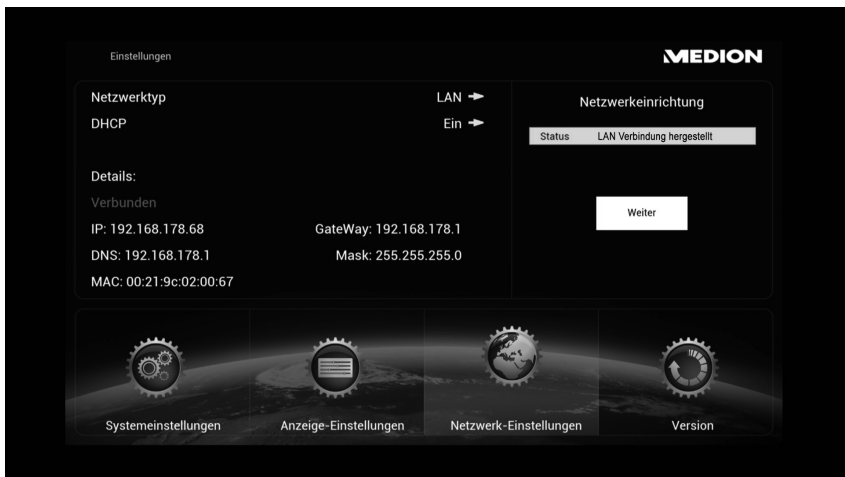 Einstellungen
MEDION
Netzwerktyp LAN
DHCP Ein
Details:
Verbunden
IP: 192.168.178.68 GateWay: 192.168.178.1
DNS: 192.168.178.1 Mask: 255.255.255.0
MAC: 00:21:9c:02:00:67
Netzwerkeinrichtung
Status LAN Verbindung hergestellt
Weiter
Systemeinstellungen
Anzeige-Einstellungen
Netzwerk-Einstellungen
Version